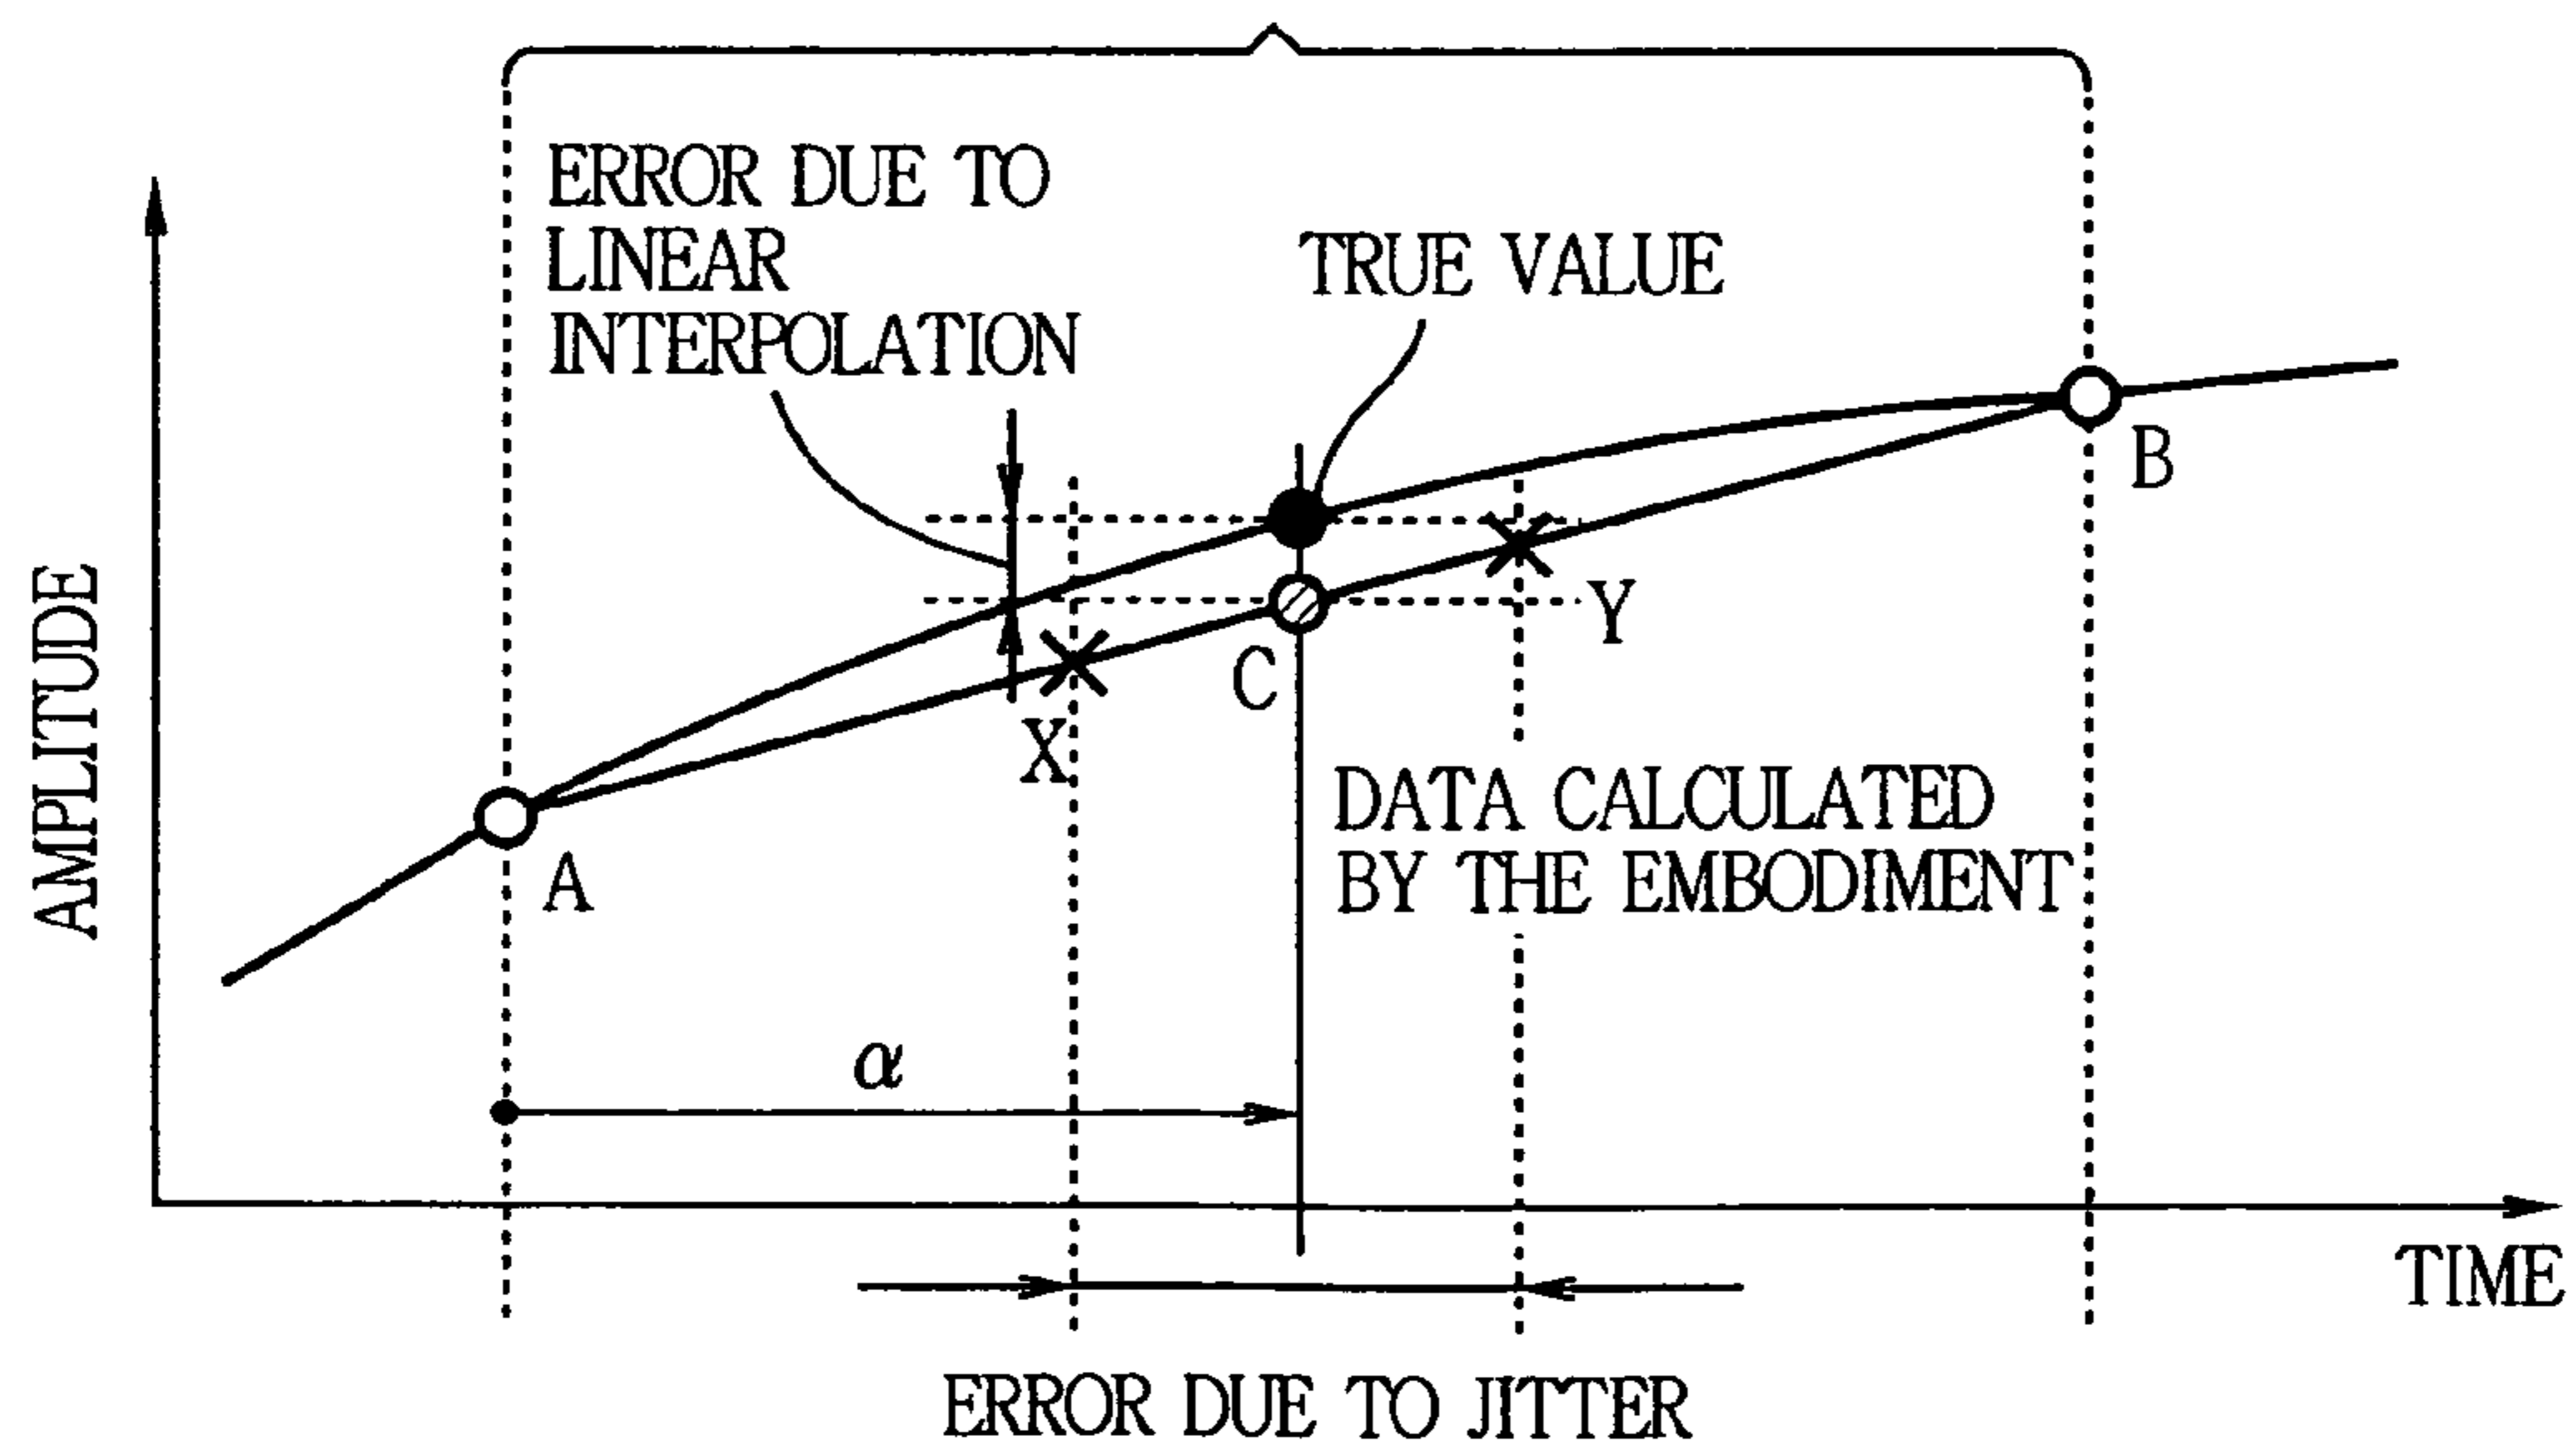 ERROR DUE TO
LINEAR
INTERPOLATION
TRUE VALUE
B
Y
C
X
DATA CALCULATED
BY THE EMBODIMENT
A
AMPLITUDE
α
TIME
ERROR DUE TO JITTER